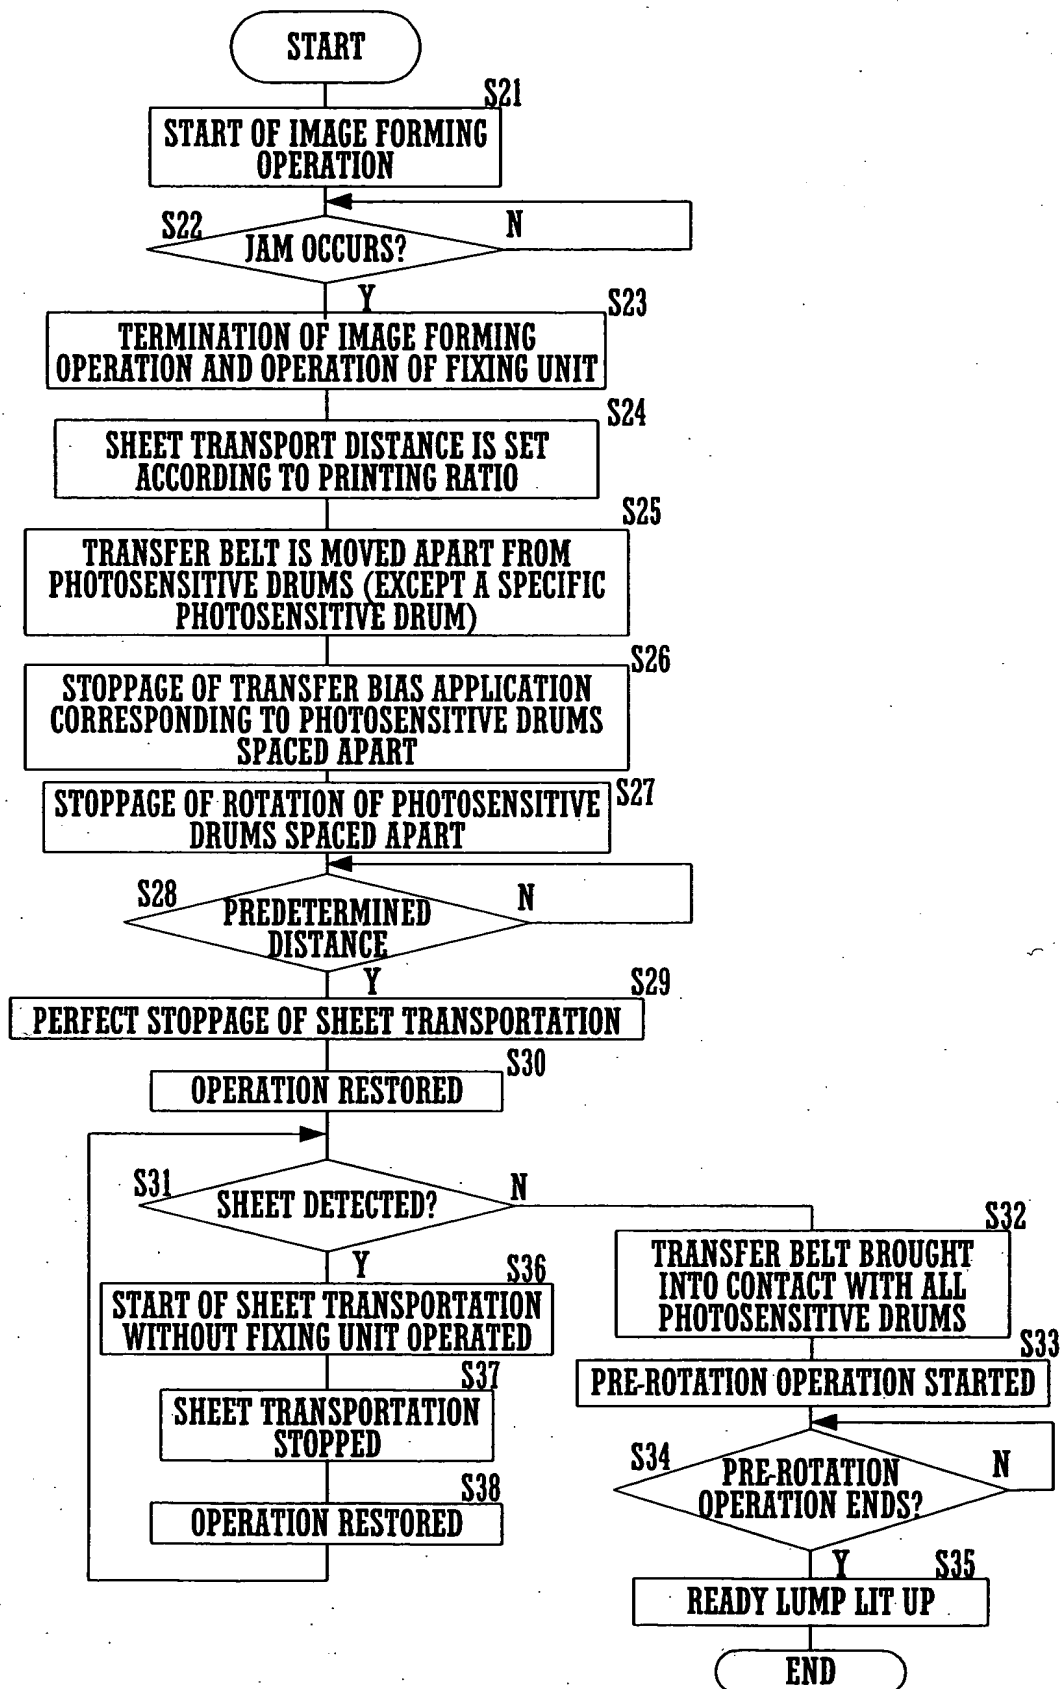 START
S21
START OF IMAGE FORMING
OPERATION
S22
JAM OCCURS?
N
Y
S23
TERMINATION OF IMAGE FORMING
OPERATION AND OPERATION OF FIXING UNIT
S24
SHEET TRANSPORT DISTANCE IS SET
ACCORDING TO PRINTING RATIO
S25
TRANSFER BELT IS MOVED APART FROM
PHOTOSENSITIVE DRUMS (EXCEPT A SPECIFIC
PHOTOSENSITIVE DRUM)
S26
STOPPAGE OF TRANSFER BIAS APPLICATION
CORRESPONDING TO PHOTOSENSITIVE DRUMS
SPACED APART
S27
STOPPAGE OF ROTATION OF PHOTOSENSITIVE
DRUMS SPACED APART
S28
PREDETERMINED
DISTANCE
N
Y
S29
PERFECT STOPPAGE OF SHEET TRANSPORTATION
S30
OPERATION RESTORED
S31
SHEET DETECTED?
N
Y
S36
START OF SHEET TRANSPORTATION
WITHOUT FIXING UNIT OPERATED
S37
SHEET TRANSPORTATION
STOPPED
S38
OPERATION RESTORED
S32
TRANSFER BELT BROUGHT
INTO CONTACT WITH ALL
PHOTOSENSITIVE DRUMS
S33
PRE-ROTATION OPERATION STARTED
S34
PRE-ROTATION
OPERATION ENDS?
N
Y
S35
READY LUMP LIT UP
END